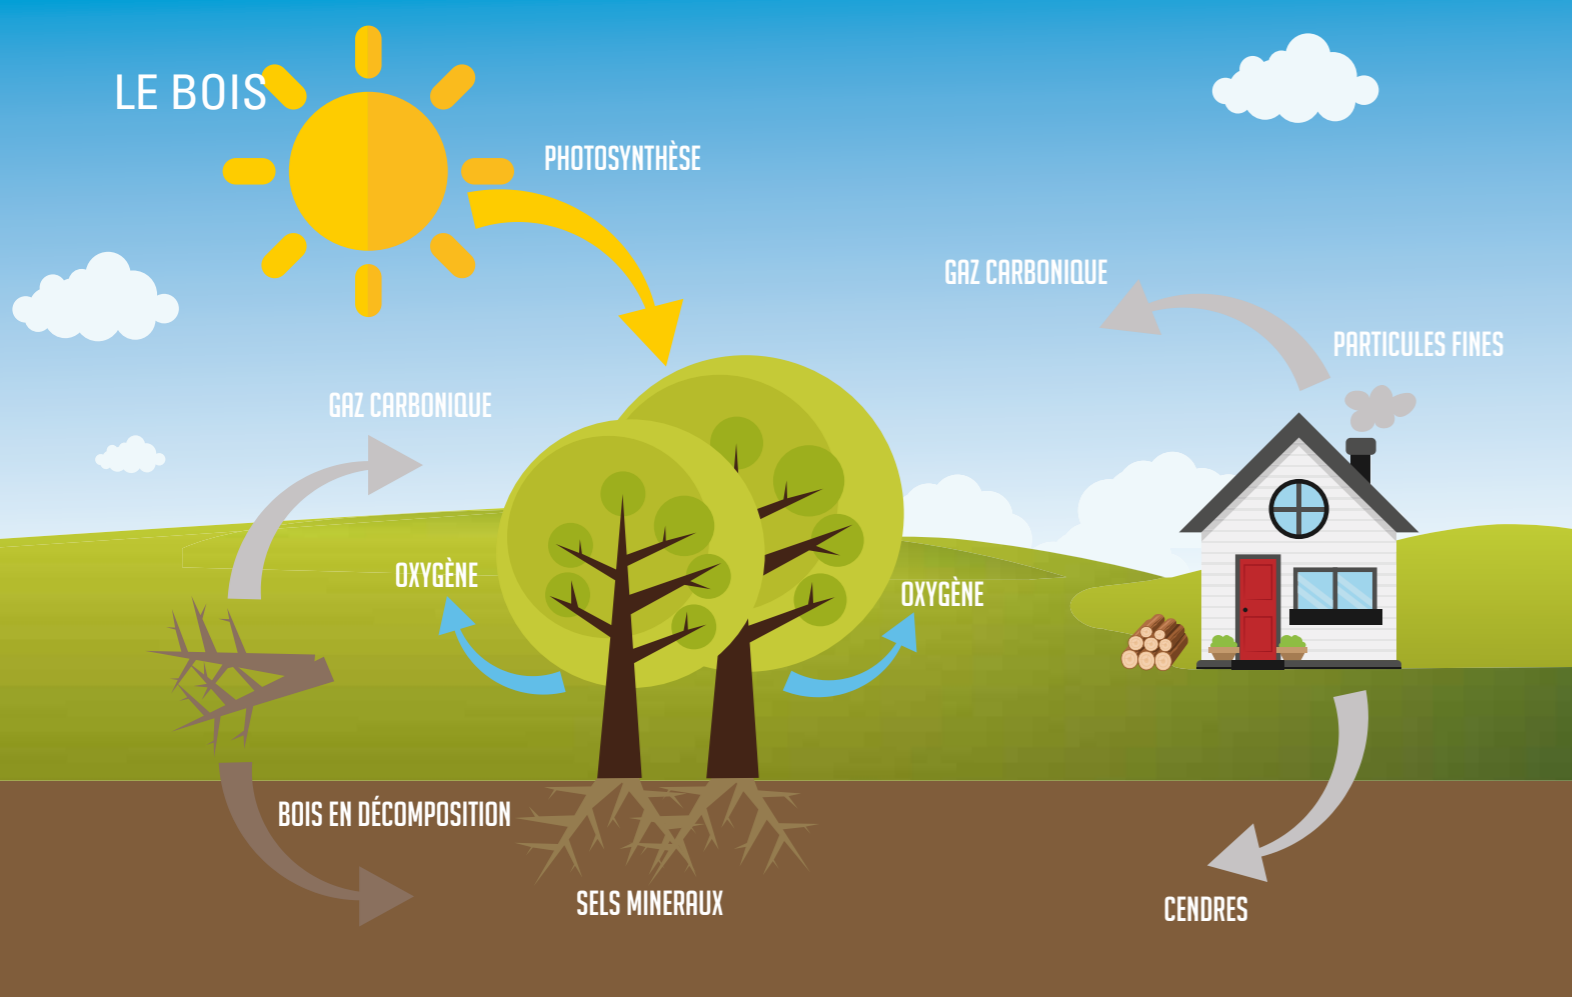 LE BOIS
PHOTOSYNTHÈSE
GAZ CARBONIQUE
PARTICULES FINES
GAZ CARBONIQUE
OXYGÈNE
OXYGÈNE
BOIS EN DÉCOMPOSITION
SELS MINERAUX
CENDRES